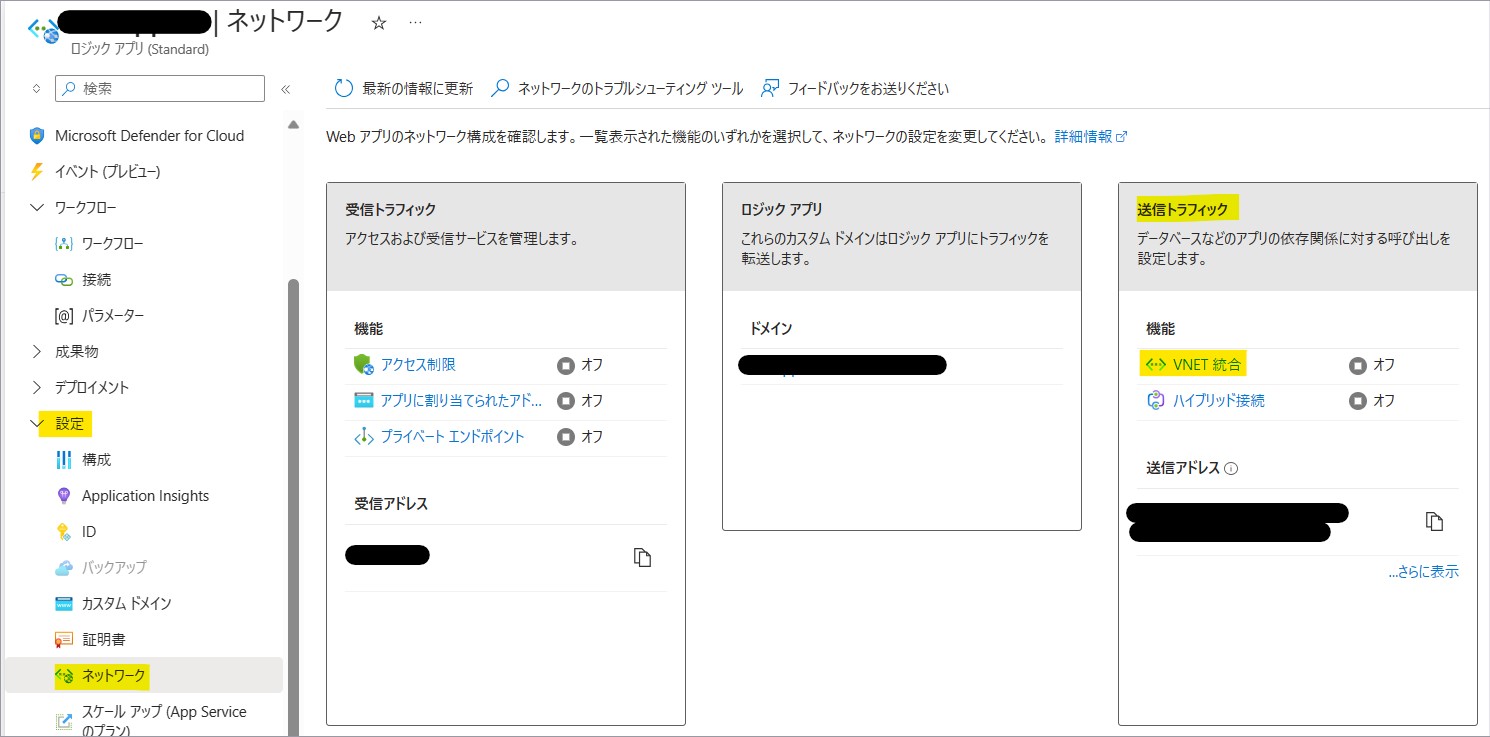 | ネットワーク
ロジック アプリ (Standard)
検索
Microsoft Defender for Cloud
イベント (プレビュー)
ワークフロー
ワークフロー
接続
パラメーター
成果物
デプロイメント
設定
構成
Application Insights
ID
バックアップ
カスタム ドメイン
証明書
ネットワーク
スケール アップ (App Service
のプラン)
最新の情報に更新
ネットワークのトラブルシューティング ツール
フィードバックをお送りください
Web アプリのネットワーク構成を確認します。一覧表示された機能のいずれかを選択して、ネットワークの設定を変更してください。 詳細情報
受信トラフィック
アクセスおよび受信サービスを管理します。
機能
アクセス制限 オフ
アプリに割り当てられたアド... オフ
プライベート エンドポイント オフ
受信アドレス
ロジック アプリ
これらのカスタム ドメインはロジック アプリにトラフィックを
転送します。
ドメイン
送信トラフィック
データベースなどのアプリの依存関係に対する呼び出しを
設定します。
機能
VNET 統合 オフ
ハイブリッド接続 オフ
送信アドレス
...さらに表示